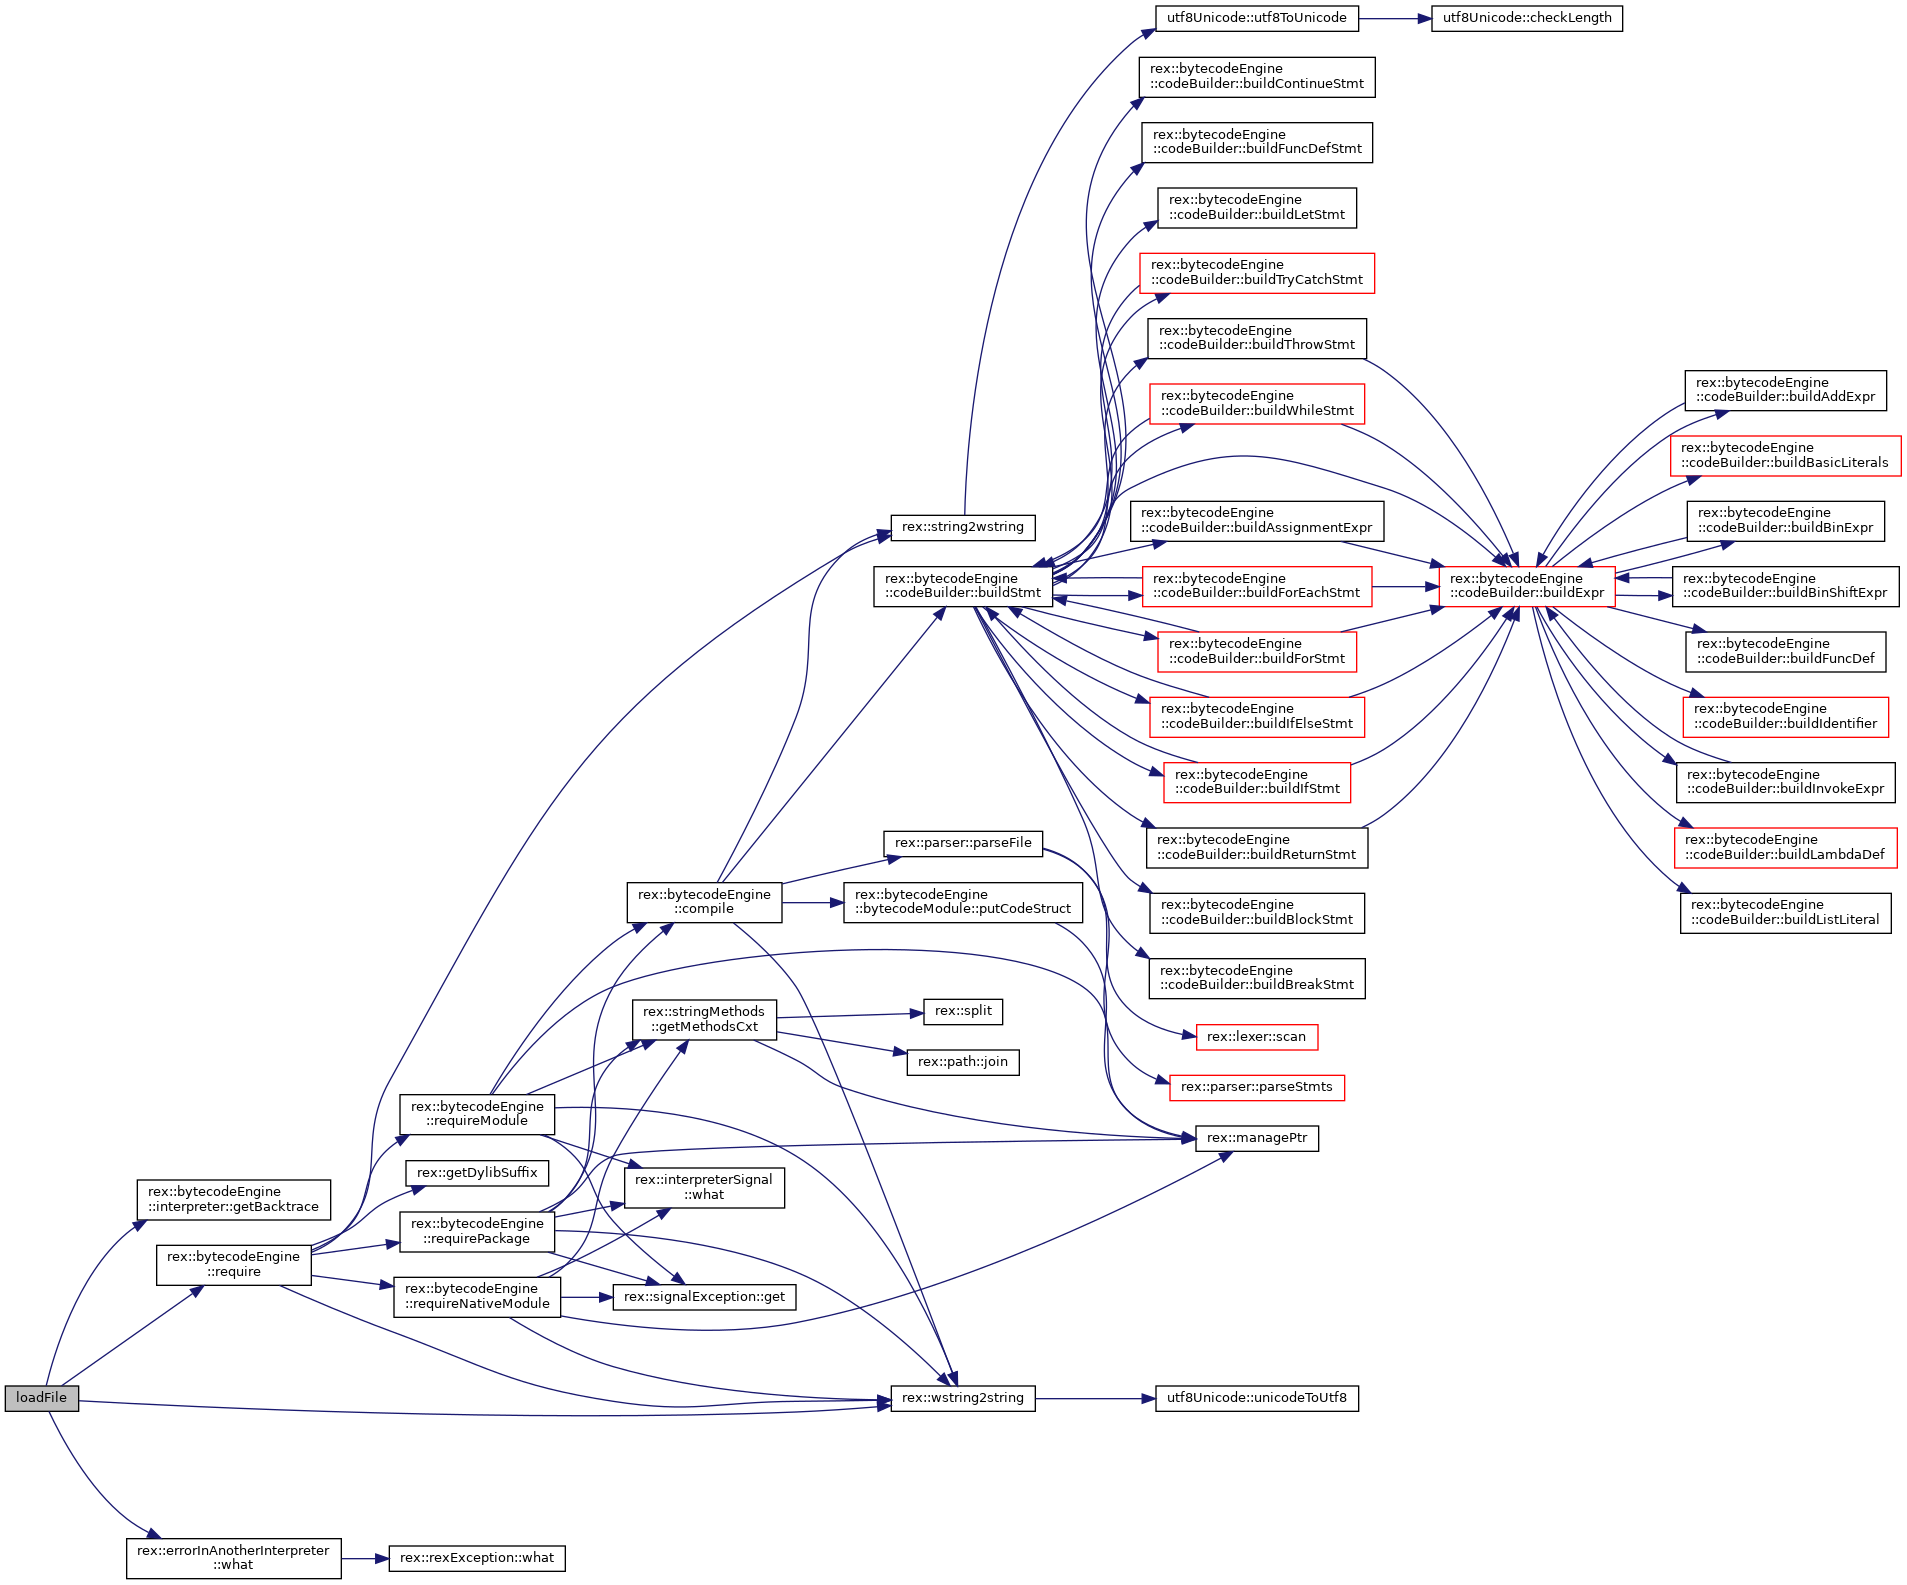 utf8Unicode::utf8ToUnicode
utf8Unicode::checkLength
rex::bytecodeEngine
::codeBuilder::buildContinueStmt
rex::bytecodeEngine
::codeBuilder::buildFuncDefStmt
rex::bytecodeEngine
::codeBuilder::buildLetStmt
rex::bytecodeEngine
::codeBuilder::buildTryCatchStmt
rex::bytecodeEngine
::codeBuilder::buildThrowStmt
rex::bytecodeEngine
::codeBuilder::buildWhileStmt
rex::bytecodeEngine
::codeBuilder::buildAddExpr
rex::bytecodeEngine
::codeBuilder::buildBasicLiterals
rex::string2wstring
rex::bytecodeEngine
::codeBuilder::buildAssignmentExpr
rex::bytecodeEngine
::codeBuilder::buildBinExpr
rex::bytecodeEngine
::codeBuilder::buildStmt
rex::bytecodeEngine
::codeBuilder::buildForEachStmt
rex::bytecodeEngine
::codeBuilder::buildExpr
rex::bytecodeEngine
::codeBuilder::buildBinShiftExpr
rex::bytecodeEngine
::codeBuilder::buildForStmt
rex::bytecodeEngine
::codeBuilder::buildFuncDef
rex::bytecodeEngine
::codeBuilder::buildIfElseStmt
rex::bytecodeEngine
::codeBuilder::buildIdentifier
rex::bytecodeEngine
::codeBuilder::buildIfStmt
rex::bytecodeEngine
::codeBuilder::buildInvokeExpr
rex::parser::parseFile
rex::bytecodeEngine
::codeBuilder::buildReturnStmt
rex::bytecodeEngine
::codeBuilder::buildLambdaDef
rex::bytecodeEngine
::compile
rex::bytecodeEngine
::bytecodeModule::putCodeStruct
rex::bytecodeEngine
::codeBuilder::buildBlockStmt
rex::bytecodeEngine
::codeBuilder::buildListLiteral
rex::bytecodeEngine
::codeBuilder::buildBreakStmt
rex::stringMethods
::getMethodsCxt
rex::split
rex::lexer::scan
rex::path::join
rex::parser::parseStmts
rex::bytecodeEngine
::requireModule
rex::managePtr
rex::getDylibSuffix
rex::interpreterSignal
::what
rex::bytecodeEngine
::interpreter::getBacktrace
rex::bytecodeEngine
::requirePackage
rex::bytecodeEngine
::require
rex::bytecodeEngine
::requireNativeModule
rex::signalException::get
loadFile
rex::wstring2string
utf8Unicode::unicodeToUtf8
rex::errorInAnotherInterpreter
::what
rex::rexException::what